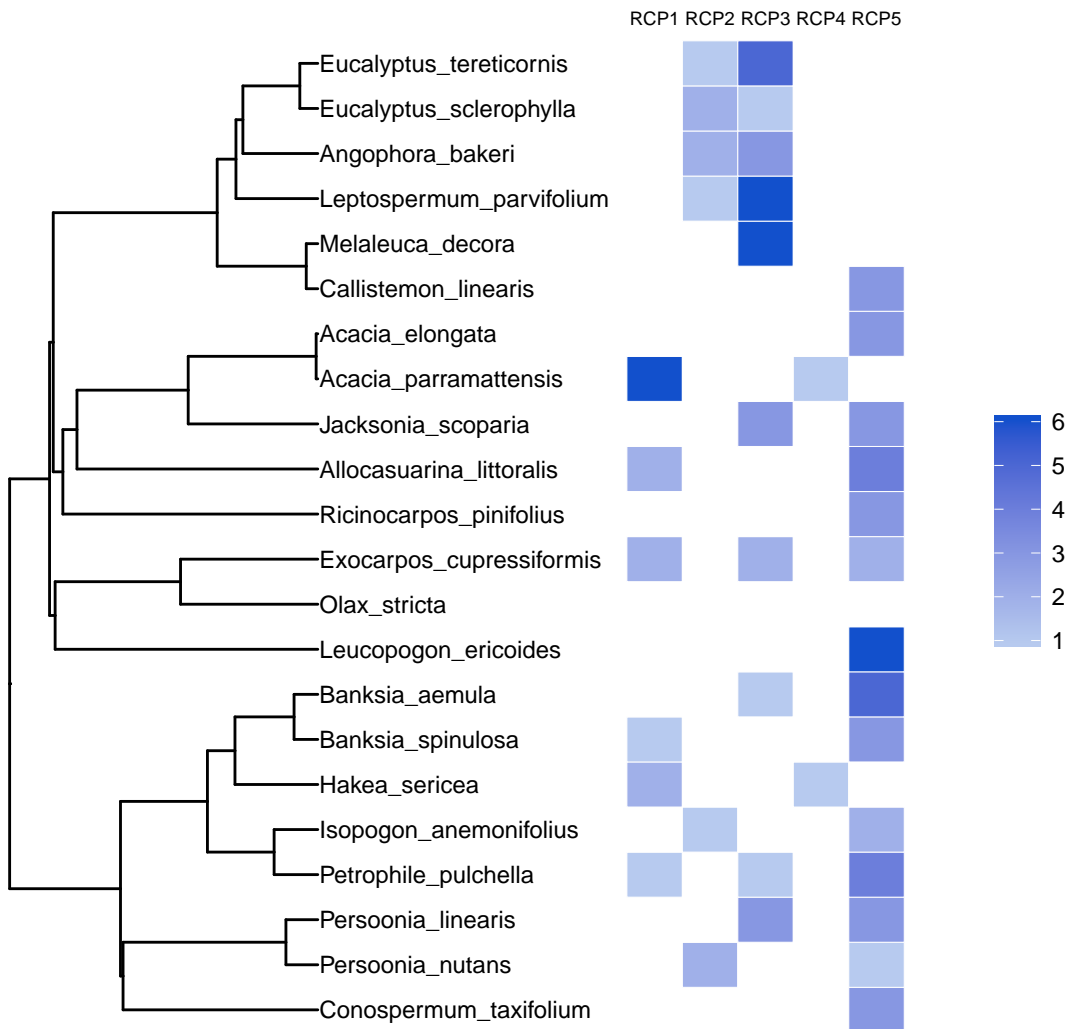 RCP1 RCP2 RCP3 RCP4 RCP5
Eucalyptus_tereticornis
Eucalyptus_sclerophylla
Angophora_bakeri
Leptospermum_parvifolium
Melaleuca_decora
Callistemon_linearis
Acacia_elongata
Acacia_parramattensis
Jacksonia_scoparia
Allocasuarina_littoralis
Ricinocarpos_pinifolius
Exocarpos_cupressiformis
Olax_stricta
Leucopogon_ericoides
Banksia_aemula
Banksia_spinulosa
Hakea_sericea
Isopogon_anemonifolius
Petrophile_pulchella
Persoonia_linearis
Persoonia_nutans
Conospermum_taxifolium
6
5
4
3
2
1